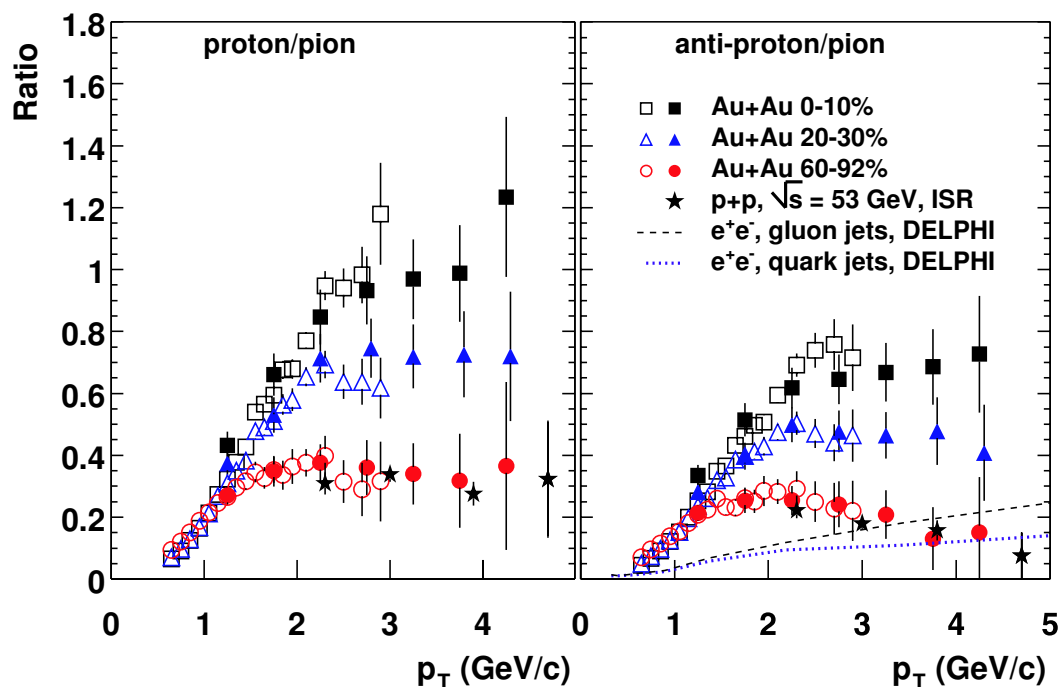 proton/pion
anti-proton/pion
Ratio
1.8
1.6
1.4
1.2
1
0.8
0.6
0.4
0.2
0
Au+Au 0-10%
Au+Au 20-30%
Au+Au 60-92%
p+p, √s = 53 GeV, ISR
e⁺e⁻, gluon jets, DELPHI
e⁺e⁻, quark jets, DELPHI
0 1 2 3 4 0 1 2 3 4 5
p_T (GeV/c) p_T (GeV/c)